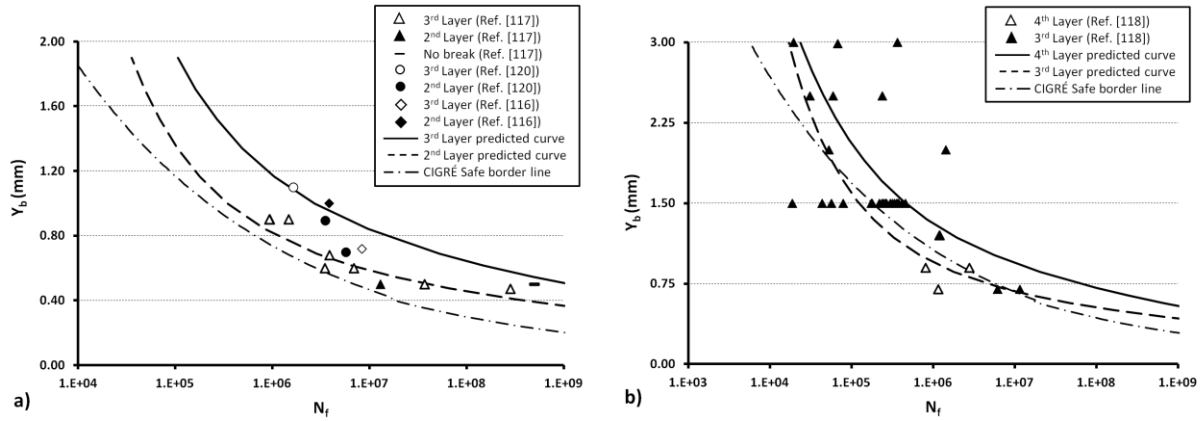 3rd Layer (Ref. [117])
2nd Layer (Ref. [117])
No break (Ref. [117])
3rd Layer (Ref. [120])
2nd Layer (Ref. [120])
3rd Layer (Ref. [116])
2nd Layer (Ref. [116])
3rd Layer predicted curve
2nd Layer predicted curve
CIGRÉ Safe border line
2.00
1.60
1.20
0.80
0.40
0.00
Yb (mm)
1.E+04
1.E+05
1.E+06
1.E+07
1.E+08
1.E+09
Nf
a)
4th Layer (Ref. [118])
3rd Layer (Ref. [118])
4th Layer predicted curve
3rd Layer predicted curve
CIGRÉ Safe border line
3.00
2.25
1.50
0.75
0.00
Yb (mm)
1.E+03
1.E+04
1.E+05
1.E+06
1.E+07
1.E+08
1.E+09
Nf
b)